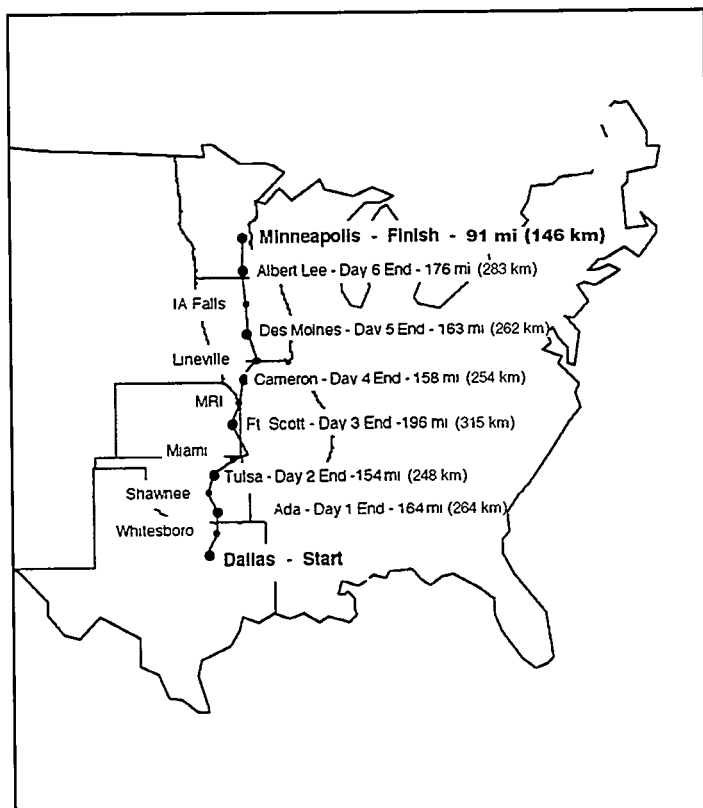 Minneapolis - Finish - 91 mi (146 km)
Albert Lee - Day 6 End - 176 mi (283 km)
IA Falls
Des Moines - Day 5 End - 163 mi (262 km)
Lineville
Cameron - Day 4 End - 158 mi (254 km)
MRI
Ft Scott - Day 3 End -196 mi (315 km)
Miami
Tulsa - Day 2 End -154 mi (248 km)
Shawnee
Ada - Day 1 End - 164 mi (264 km)
Whitesboro
Dallas - Start